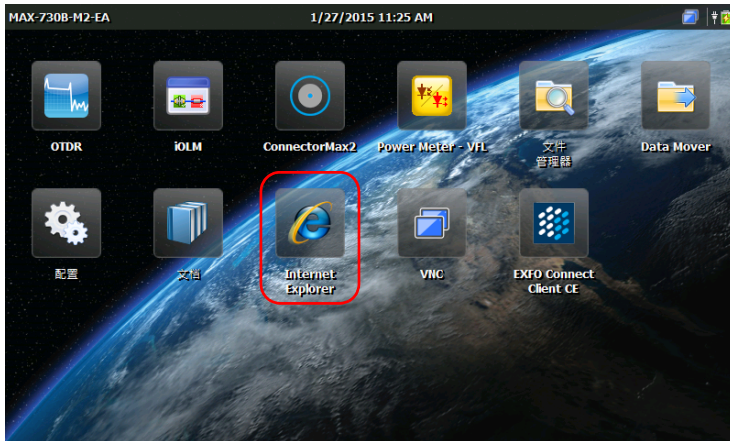 MAX-730B-M2-EA 1/27/2015 11:25 AM
OTDR iOLM ConnectorMax2 Power Meter - VFL 文件 Data Mover
管理器
配置 文档 Internet VNC EXFO Connect
Explorer Client CE